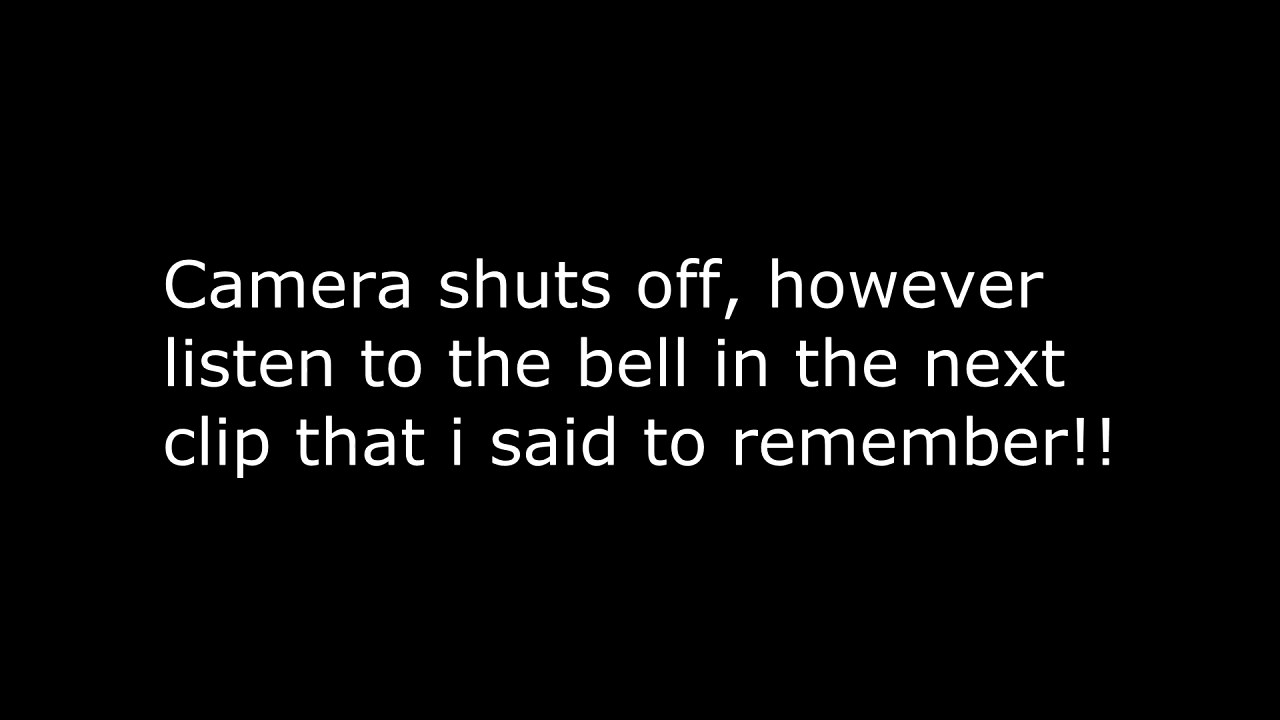 Camera shuts off, however
listen to the bell in the next
clip that i said to remember!!